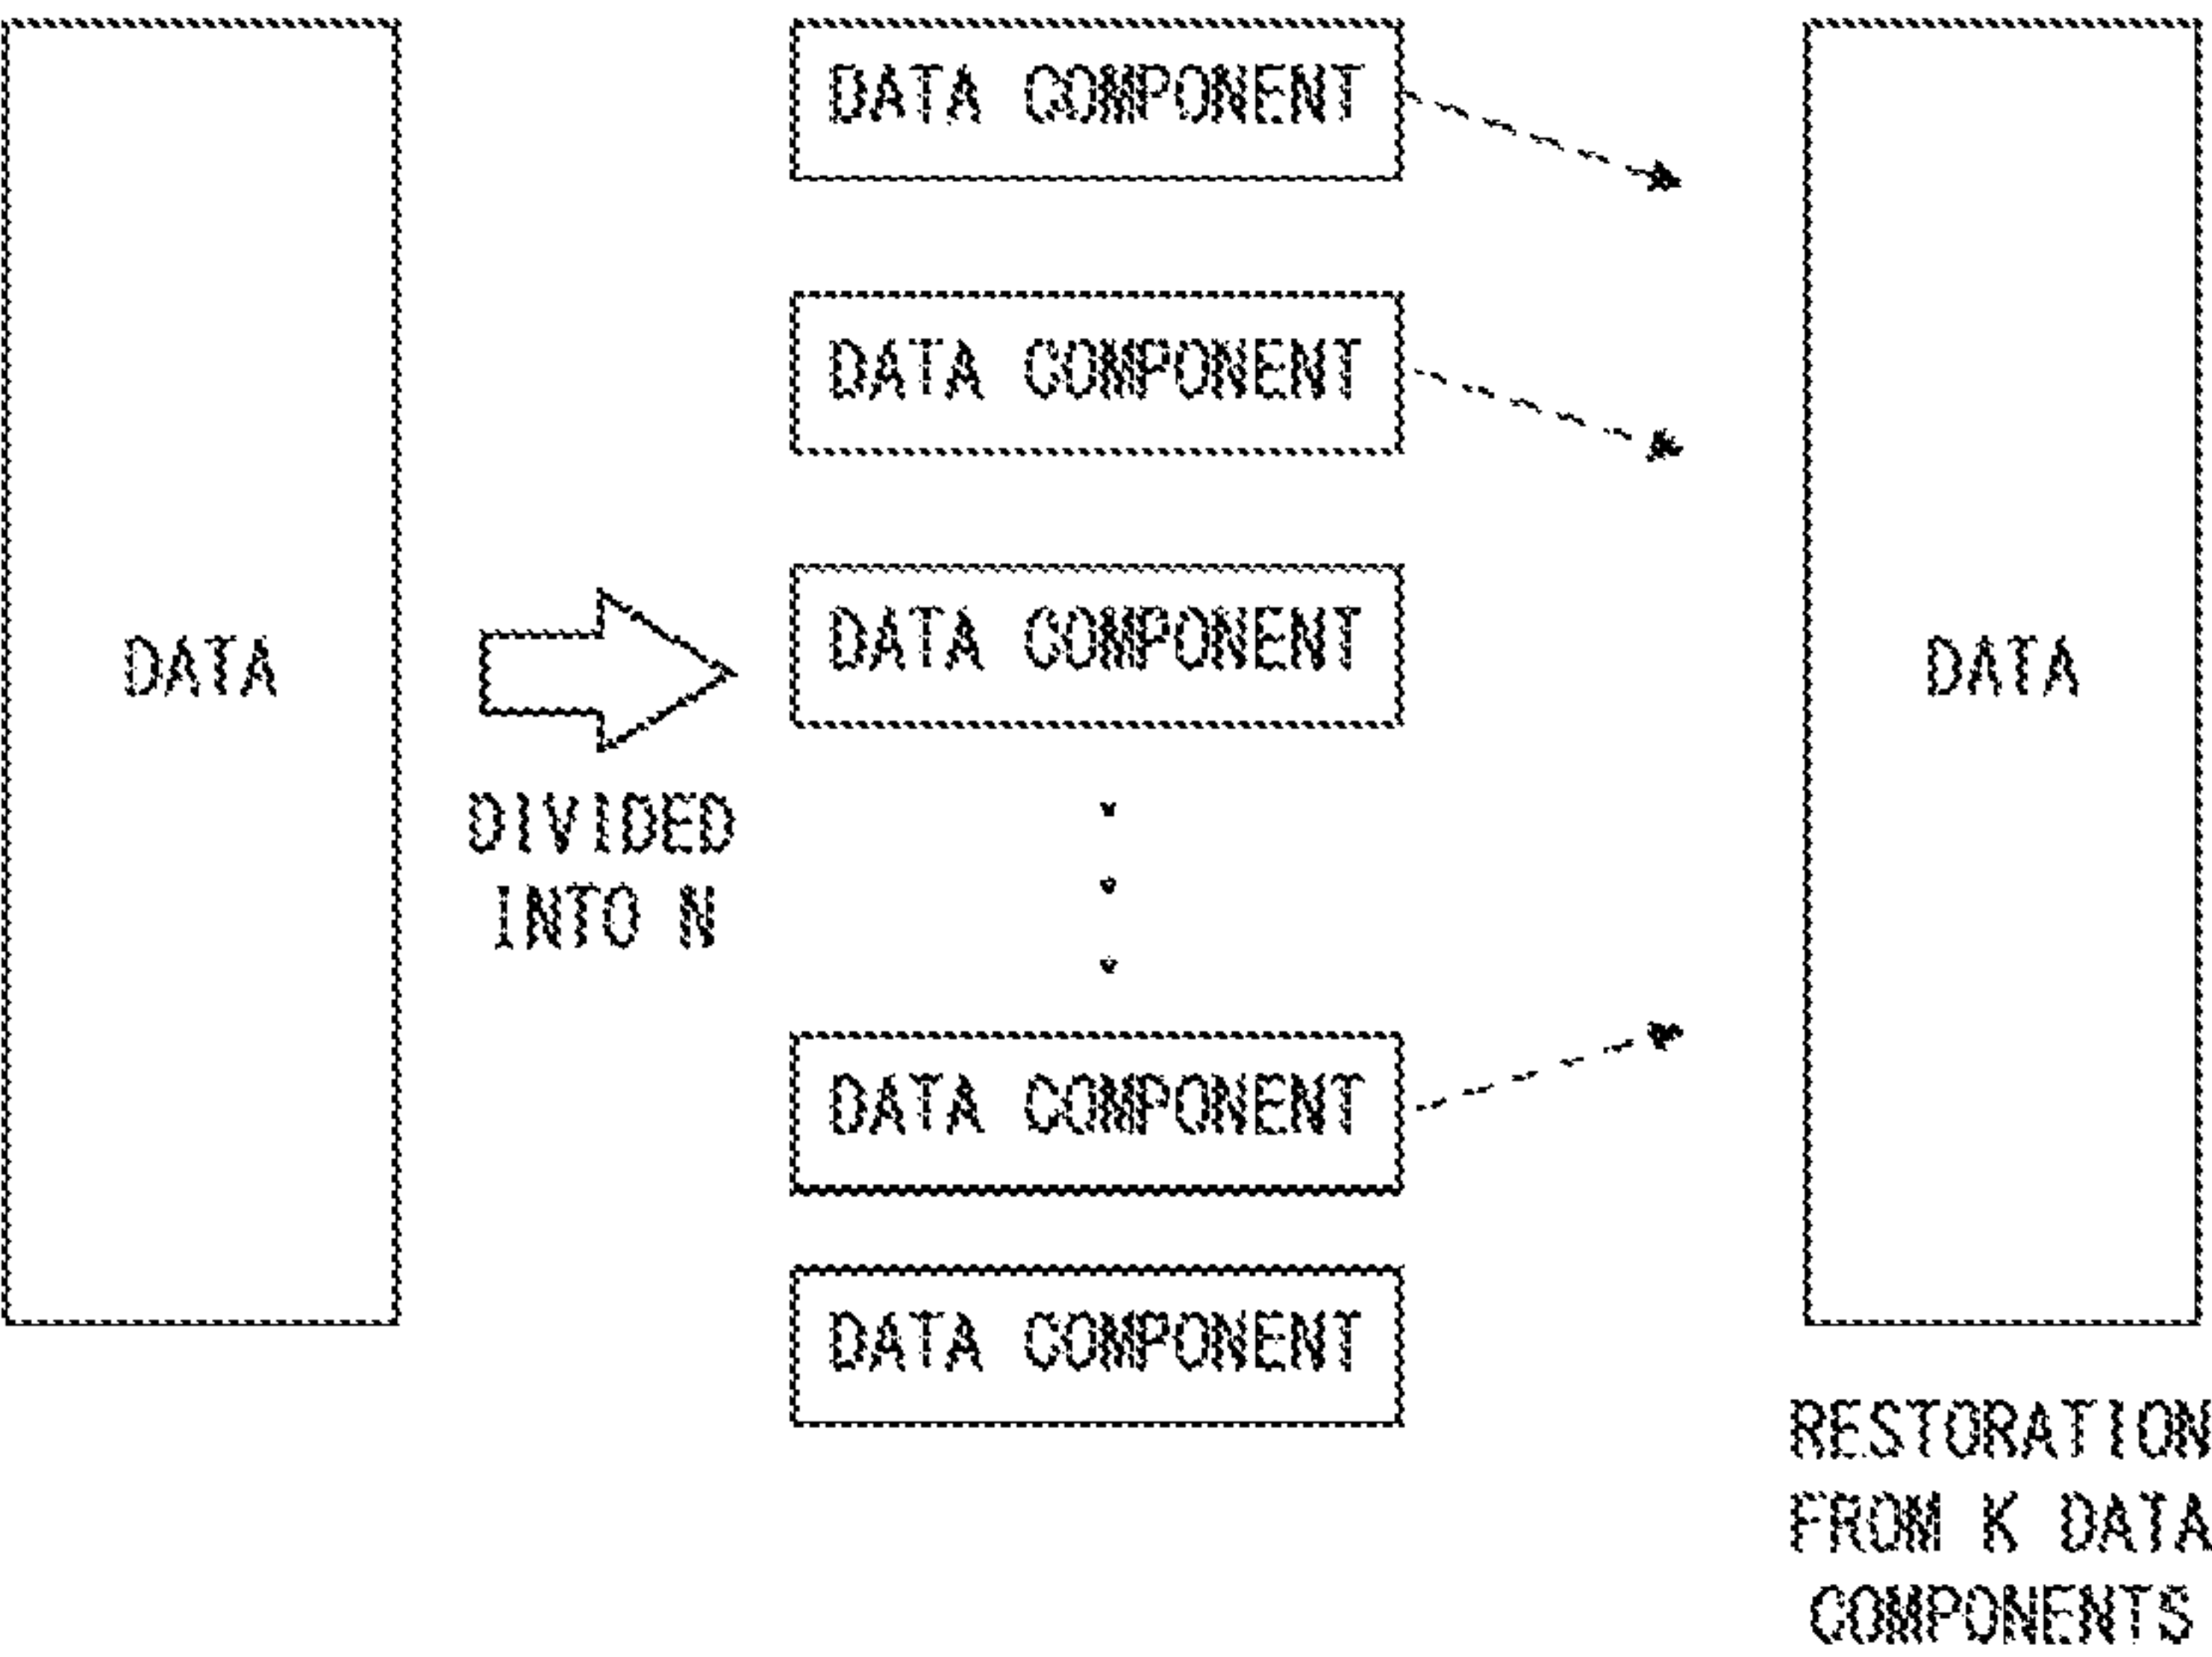 DATA
DIVIDED
INTO N
DATA COMPONENT
DATA COMPONENT
DATA COMPONENT
DATA COMPONENT
DATA COMPONENT
DATA
RESTORATION
FROM K DATA
COMPONENTS